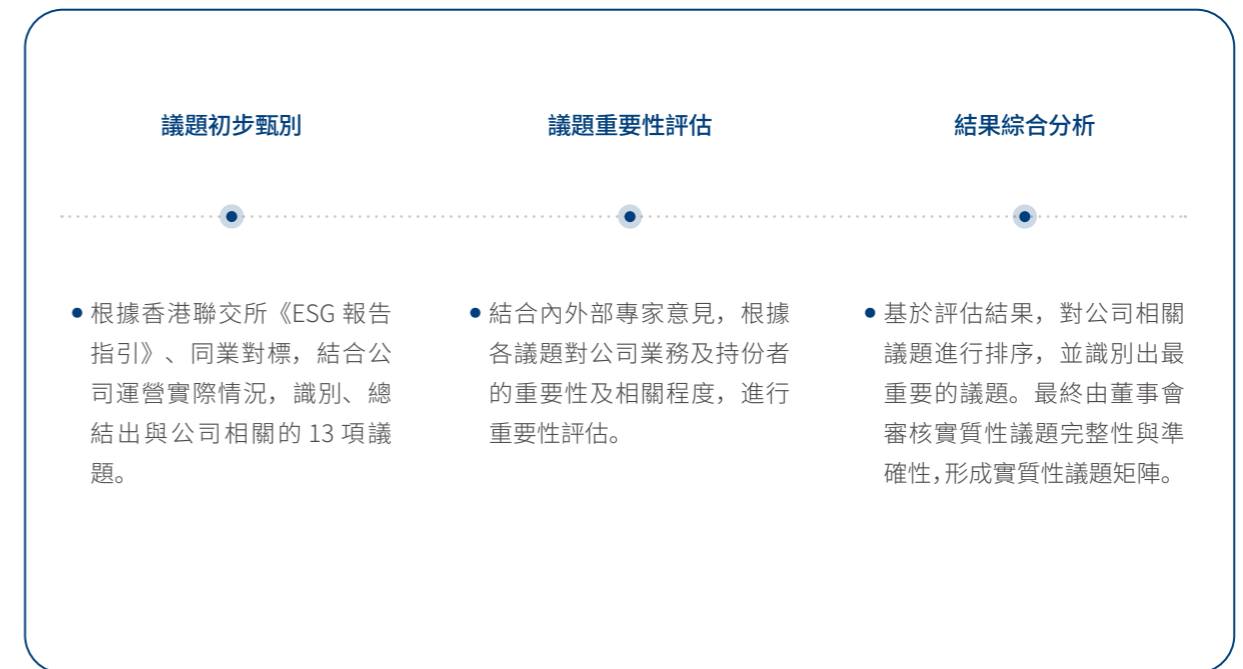 議題初步甄別
議題重要性評估
結果綜合分析
• 根據香港聯交所《ESG 報告
指引》、同業對標，結合公
司運營實際情況，識別、總
結出與公司相關的 13 項議
題。
• 結合內外部專家意見，根據
各議題對公司業務及持份者
的重要性及相關程度，進行
重要性評估。
• 基於評估結果，對公司相關
議題進行排序，並識別出最
重要的議題。最終由董事會
審核實質性議題完整性與準
確性，形成實質性議題矩陣。